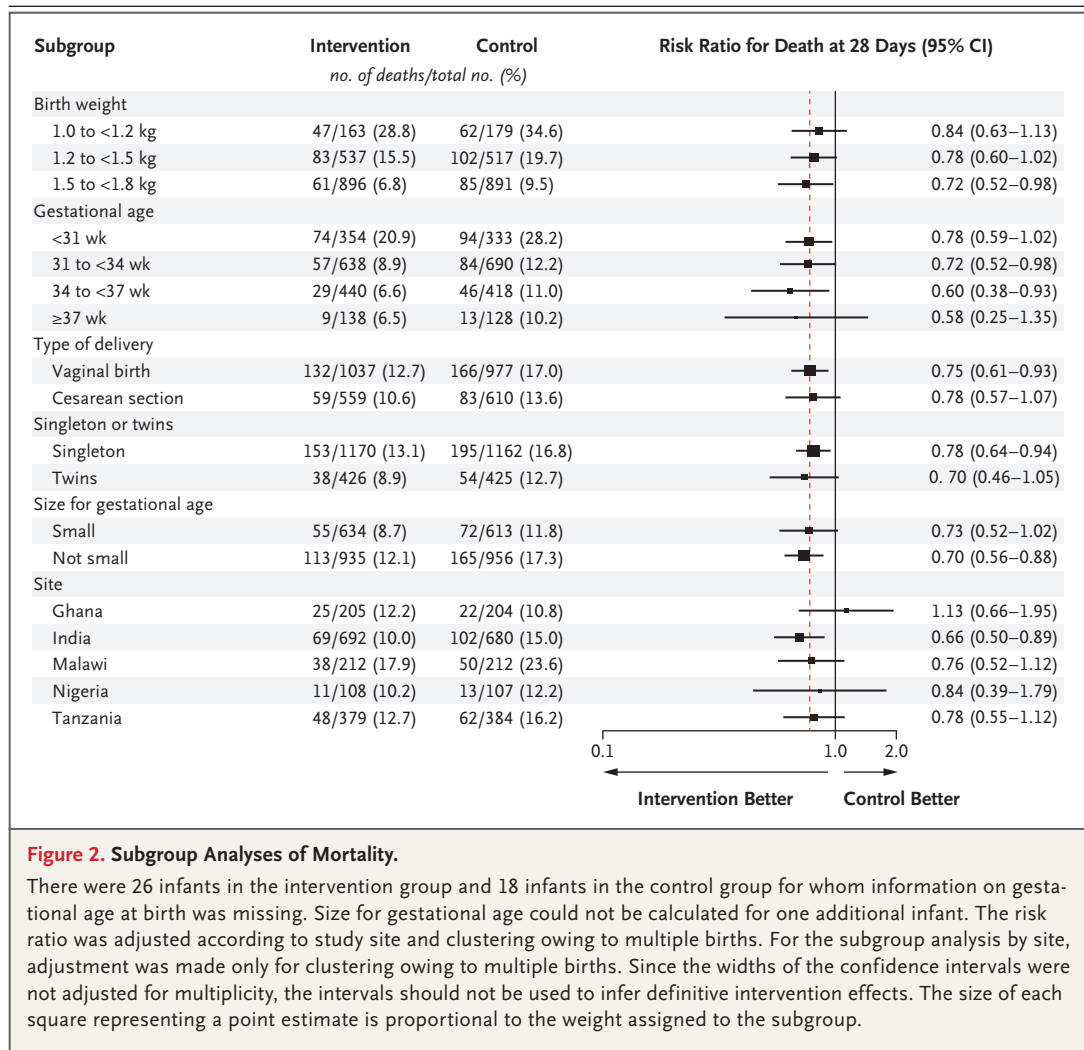 Subgroup Intervention Control Risk Ratio for Death at 28 Days (95% CI)
no. of deaths/total no. (%)
Birth weight
1.0 to <1.2 kg 47/163 (28.8) 62/179 (34.6) 0.84 (0.63–1.13)
1.2 to <1.5 kg 83/537 (15.5) 102/517 (19.7) 0.78 (0.60–1.02)
1.5 to <1.8 kg 61/896 (6.8) 85/891 (9.5) 0.72 (0.52–0.98)
Gestational age
<31 wk 74/354 (20.9) 94/333 (28.2) 0.78 (0.59–1.02)
31 to <34 wk 57/638 (8.9) 84/690 (12.2) 0.72 (0.52–0.98)
34 to <37 wk 29/440 (6.6) 46/418 (11.0) 0.60 (0.38–0.93)
≥37 wk 9/138 (6.5) 13/128 (10.2) 0.58 (0.25–1.35)
Type of delivery
Vaginal birth 132/1037 (12.7) 166/977 (17.0) 0.75 (0.61–0.93)
Cesarean section 59/559 (10.6) 83/610 (13.6) 0.78 (0.57–1.07)
Singleton or twins
Singleton 153/1170 (13.1) 195/1162 (16.8) 0.78 (0.64–0.94)
Twins 38/426 (8.9) 54/425 (12.7) 0. 70 (0.46–1.05)
Size for gestational age
Small 55/634 (8.7) 72/613 (11.8) 0.73 (0.52–1.02)
Not small 113/935 (12.1) 165/956 (17.3) 0.70 (0.56–0.88)
Site
Ghana 25/205 (12.2) 22/204 (10.8) 1.13 (0.66–1.95)
India 69/692 (10.0) 102/680 (15.0) 0.66 (0.50–0.89)
Malawi 38/212 (17.9) 50/212 (23.6) 0.76 (0.52–1.12)
Nigeria 11/108 (10.2) 13/107 (12.2) 0.84 (0.39–1.79)
Tanzania 48/379 (12.7) 62/384 (16.2) 0.78 (0.55–1.12)
0.1 1.0 2.0
Intervention Better Control Better
Figure 2. Subgroup Analyses of Mortality.
There were 26 infants in the intervention group and 18 infants in the control group for whom information on gesta-
tional age at birth was missing. Size for gestational age could not be calculated for one additional infant. The risk
ratio was adjusted according to study site and clustering owing to multiple births. For the subgroup analysis by site,
adjustment was made only for clustering owing to multiple births. Since the widths of the confidence intervals were
not adjusted for multiplicity, the intervals should not be used to infer definitive intervention effects. The size of each
square representing a point estimate is proportional to the weight assigned to the subgroup.